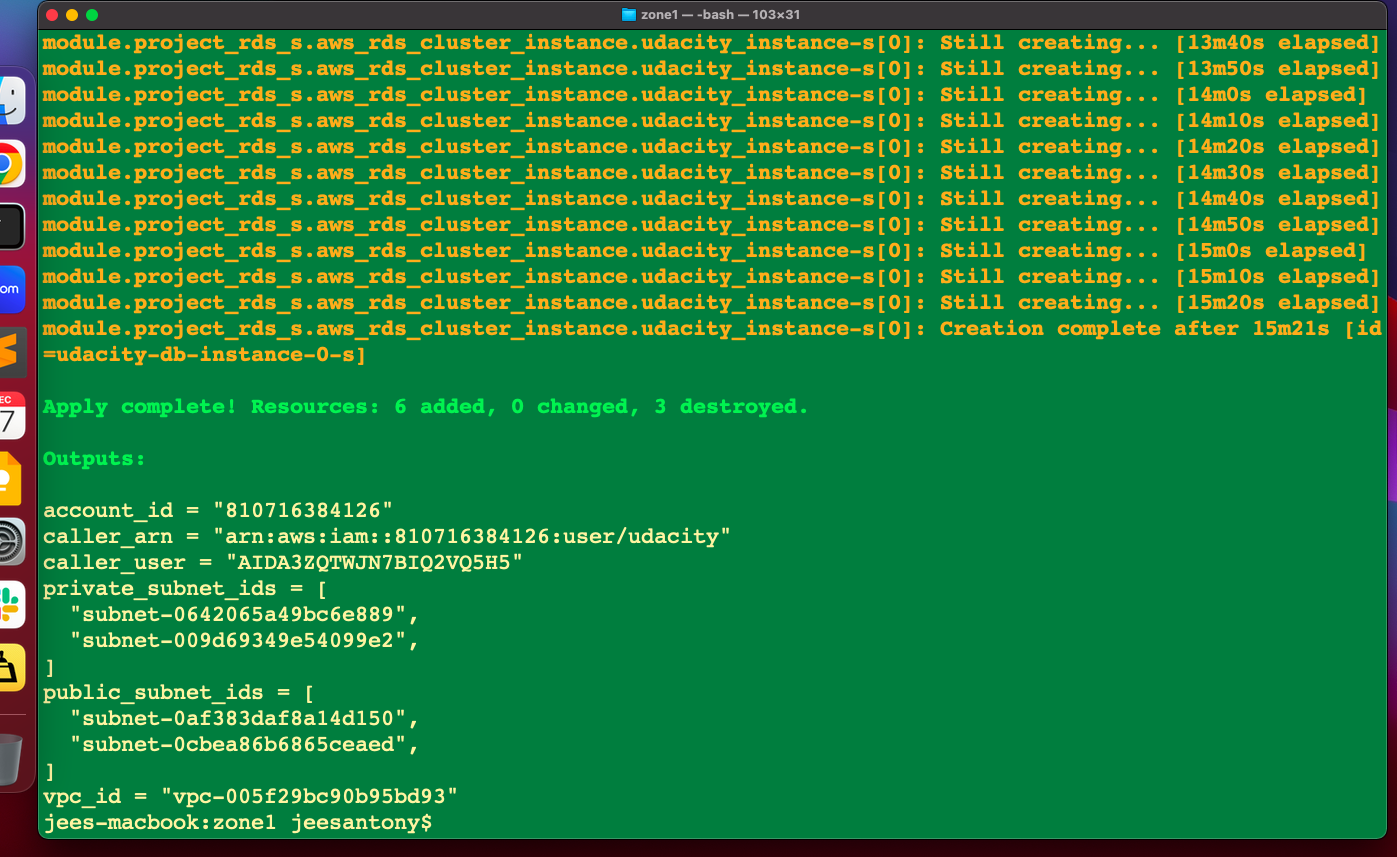 zone1 — -bash — 103×31
module.project_rds_s.aws_rds_cluster_instance.udacity_instance-s[0]: Still creating... [13m40s elapsed]
module.project_rds_s.aws_rds_cluster_instance.udacity_instance-s[0]: Still creating... [13m50s elapsed]
module.project_rds_s.aws_rds_cluster_instance.udacity_instance-s[0]: Still creating... [14m0s elapsed]
module.project_rds_s.aws_rds_cluster_instance.udacity_instance-s[0]: Still creating... [14m10s elapsed]
module.project_rds_s.aws_rds_cluster_instance.udacity_instance-s[0]: Still creating... [14m20s elapsed]
module.project_rds_s.aws_rds_cluster_instance.udacity_instance-s[0]: Still creating... [14m30s elapsed]
module.project_rds_s.aws_rds_cluster_instance.udacity_instance-s[0]: Still creating... [14m40s elapsed]
module.project_rds_s.aws_rds_cluster_instance.udacity_instance-s[0]: Still creating... [14m50s elapsed]
module.project_rds_s.aws_rds_cluster_instance.udacity_instance-s[0]: Still creating... [15m0s elapsed]
module.project_rds_s.aws_rds_cluster_instance.udacity_instance-s[0]: Still creating... [15m10s elapsed]
module.project_rds_s.aws_rds_cluster_instance.udacity_instance-s[0]: Still creating... [15m20s elapsed]
module.project_rds_s.aws_rds_cluster_instance.udacity_instance-s[0]: Creation complete after 15m21s [id
=udacity-db-instance-0-s]
Apply complete! Resources: 6 added, 0 changed, 3 destroyed.
Outputs:
account_id = "810716384126"
caller_arn = "arn:aws:iam::810716384126:user/udacity"
caller_user = "AIDA3ZQTWJN7BIQ2VQ5H5"
private_subnet_ids = [
"subnet-0642065a49bc6e889",
"subnet-009d69349e54099e2",
]
public_subnet_ids = [
"subnet-0af383daf8a14d150",
"subnet-0cbea86b6865ceaed",
]
vpc_id = "vpc-005f29bc90b95bd93"
jees-macbook:zone1 jeesantony$
om
EC
7